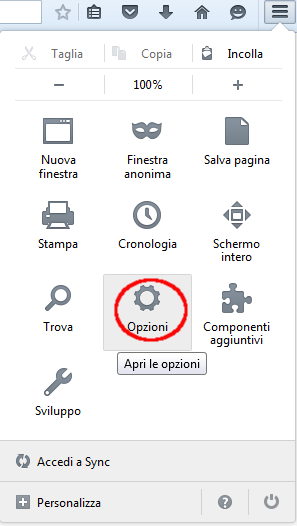 Taglia Copia Incolla
− 100% +
Nuova finestra
Finestra anonima
Salva pagina
Stampa
Cronologia
Schermo intero
Trova
Opzioni
Componenti aggiuntivi
Apri le opzioni
Sviluppo
Accedi a Sync
Personalizza